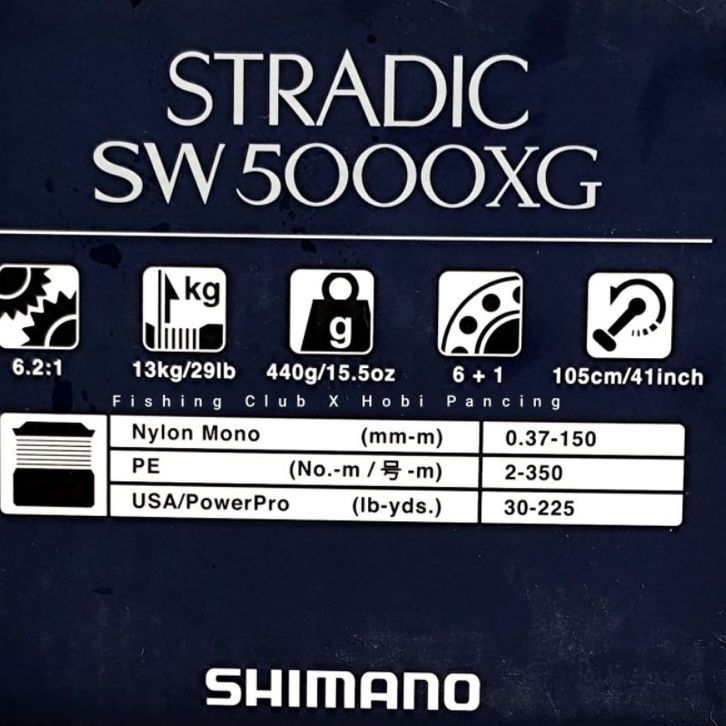 STRADIC
SW 5000XG
kg
g
6.2:1 13kg/29lb 440g/15.5oz 6 + 1 105cm/41inch
Fishing Club X Hobi Pancing
Nylon Mono (mm-m) 0.37-150
PE (No.-m / 号 -m) 2-350
USA/PowerPro (lb-yds.) 30-225
SHIMANO